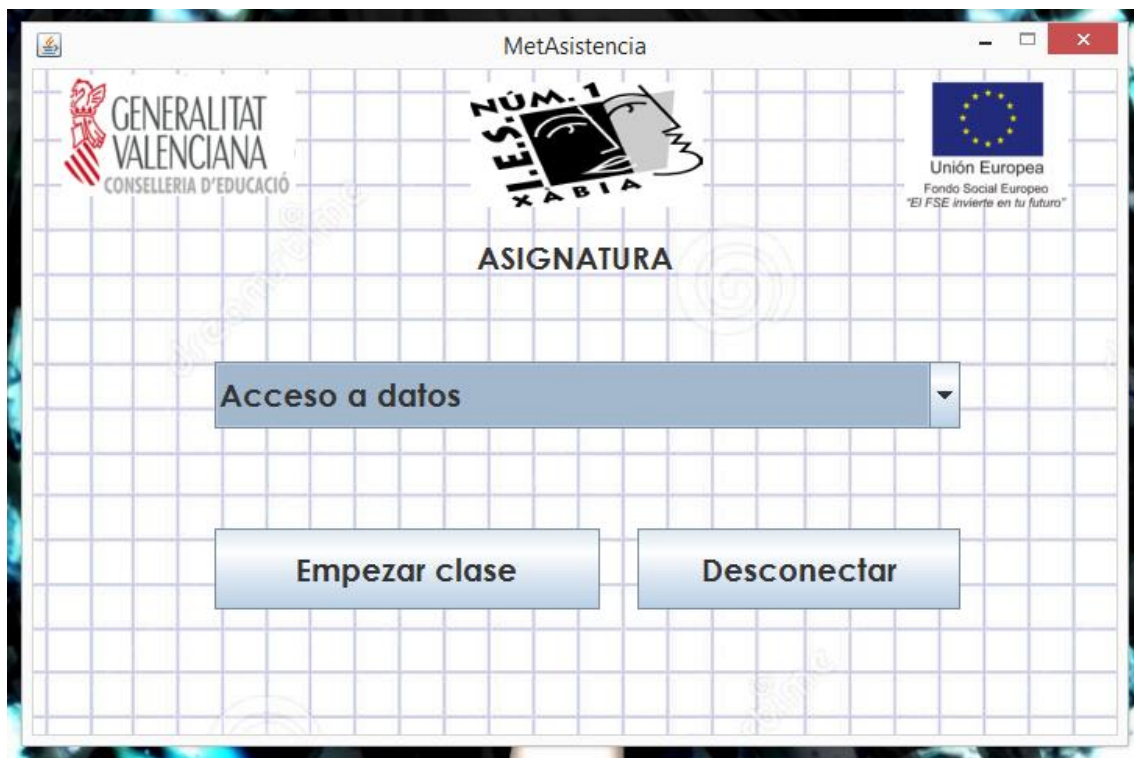 MetAsistencia
GENERALITAT
VALENCIANA
CONSELLERIA D'EDUCACIÓ
I.E.S. NÚM. 1
XÀBIA
Unión Europea
Fondo Social Europeo
"El FSE invierte en tu futuro"
ASIGNATURA
Acceso a datos
Empezar clase
Desconectar